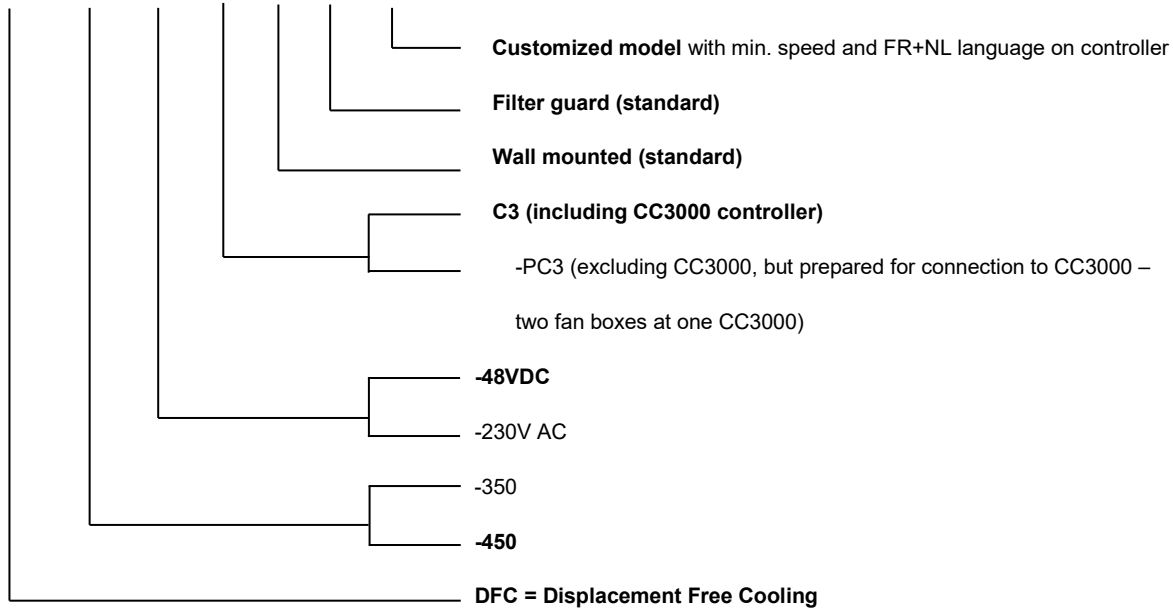 Customized model with min. speed and FR+NL language on controller
Filter guard (standard)
Wall mounted (standard)
C3 (including CC3000 controller)
-PC3 (excluding CC3000, but prepared for connection to CC3000 –
two fan boxes at one CC3000)
-48VDC
-230V AC
-350
-450
DFC = Displacement Free Cooling